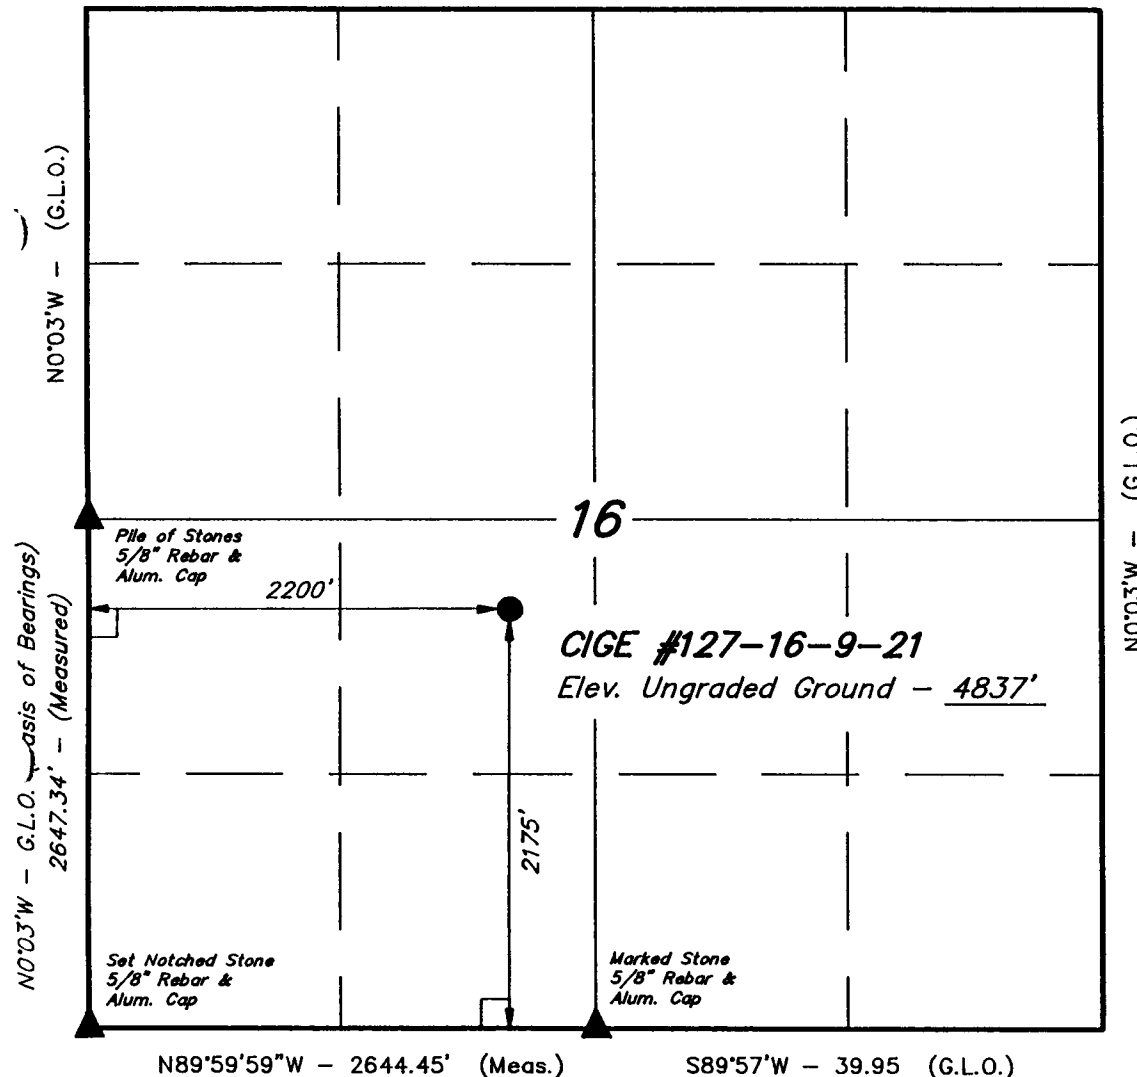 N0°03'W – (G.L.O.)
16
Pile of Stones
5/8" Rebar &
Alum. Cap
2200'
CIGE #127-16-9-21
Elev. Ungraded Ground – 4837'
N0°03'W – (G.L.O.)
N0°03'W – G.L.O. asis of Bearings)
2647.34' – (Measured)
2175'
Set Notched Stone
5/8" Rebar &
Alum. Cap
Marked Stone
5/8" Rebar &
Alum. Cap
N89°59'59"W – 2644.45' (Meas.)
S89°57'W – 39.95 (G.L.O.)